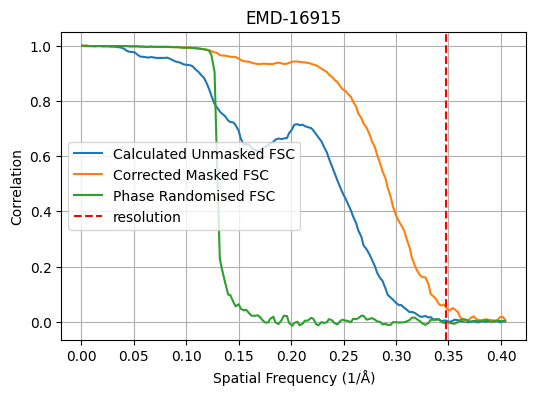 EMD-16915
1.0
0.8
0.6
0.4
0.2
0.0
Correlation
Calculated Unmasked FSC
Corrected Masked FSC
Phase Randomised FSC
resolution
0.00 0.05 0.10 0.15 0.20 0.25 0.30 0.35 0.40
Spatial Frequency (1/Å)